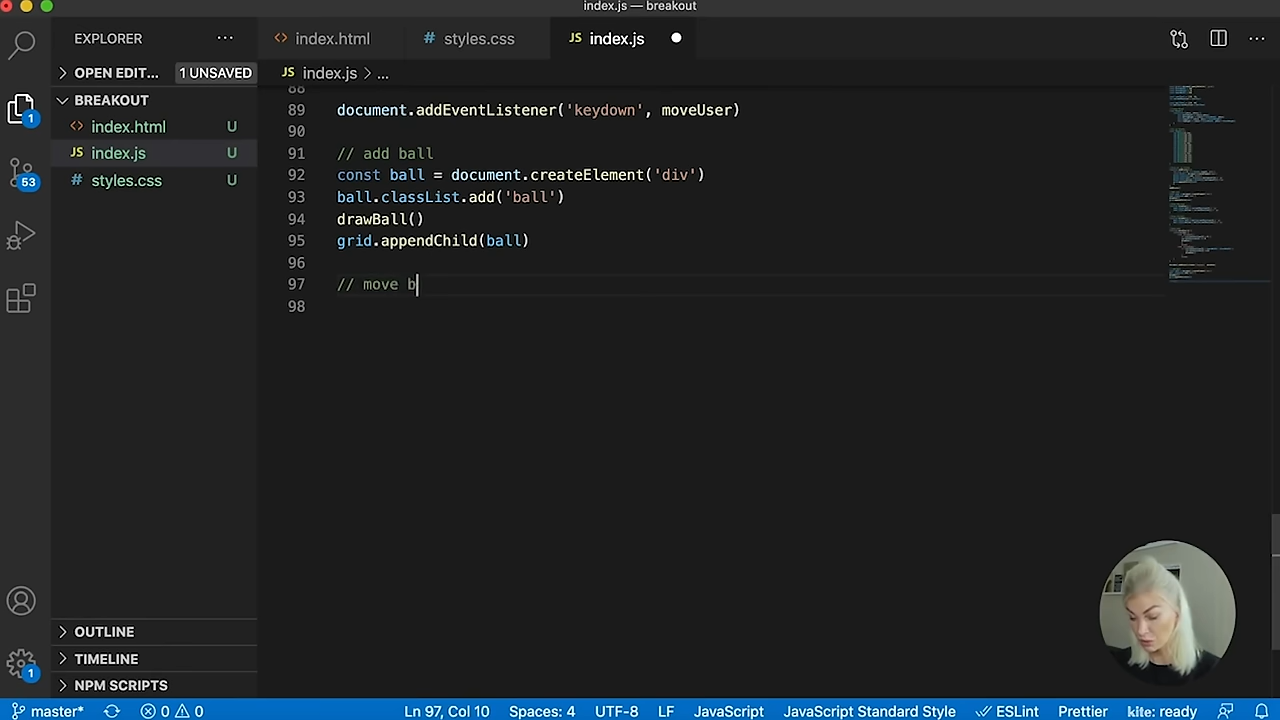 index.js — breakout
EXPLORER
index.html
styles.css
index.js
OPEN EDIT... 1 UNSAVED
index.js > ...
BREAKOUT
index.html U
index.js U
styles.css U
1
53
88
89 document.addEventListener('keydown', moveUser)
90
91 // add ball
92 const ball = document.createElement('div')
93 ball.classList.add('ball')
94 drawBall()
95 grid.appendChild(ball)
96
97 // move b
98
OUTLINE
TIMELINE
NPM SCRIPTS
1
master* 0 0 Ln 97, Col 10 Spaces: 4 UTF-8 LF JavaScript JavaScript Standard Style ESLint Prettier kite: ready